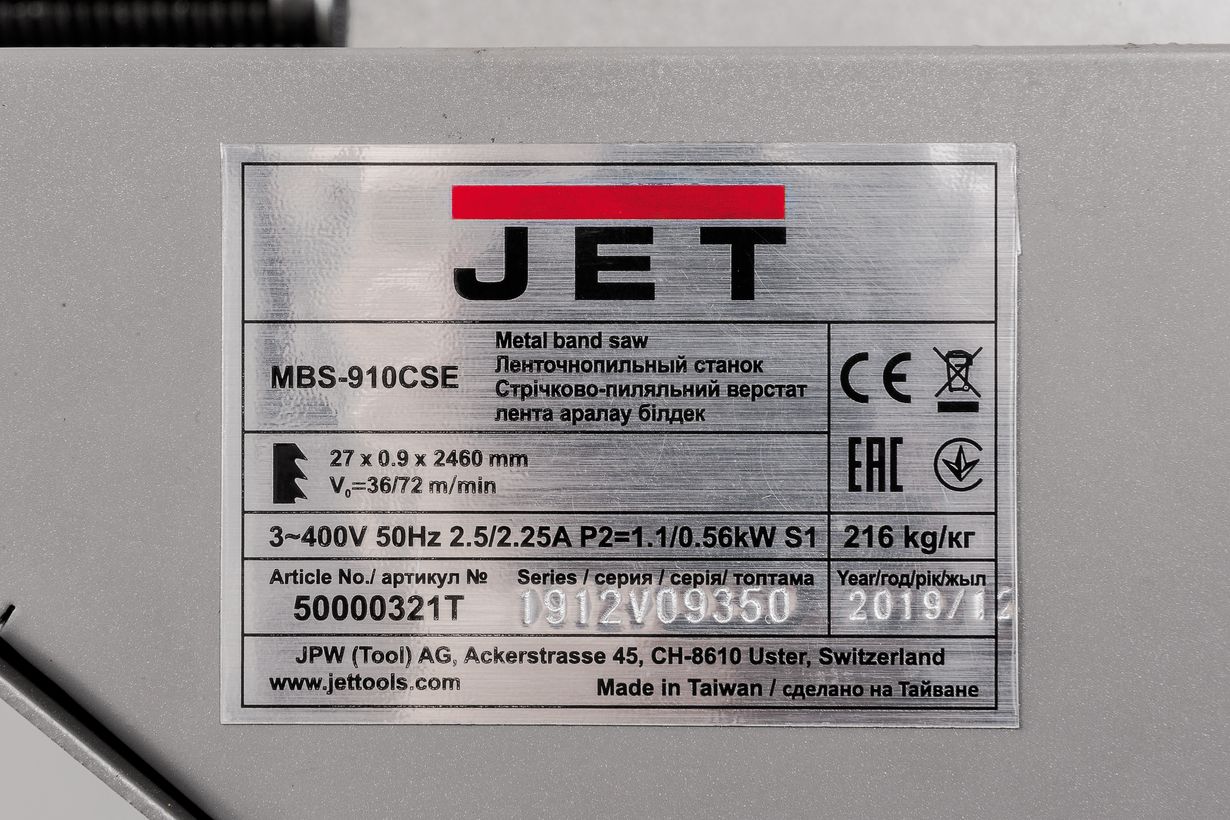 JET
MBS-910CSE
Metal band saw
Ленточнопильный станок
Стрічково-пиляльний верстат
лента аралау білдек
CE
EAC
27 x 0.9 x 2460 mm
V₀=36/72 m/min
3~400V 50Hz 2.5/2.25A P2=1.1/0.56kW S1
216 kg/кг
Article No./ артикул №
50000321T
Series / серия / серія/ топтама
1912V09350
Year/год/рік/жыл
2019/12
JPW (Tool) AG, Ackerstrasse 45, CH-8610 Uster, Switzerland
www.jettools.com
Made in Taiwan / сделано на Тайване